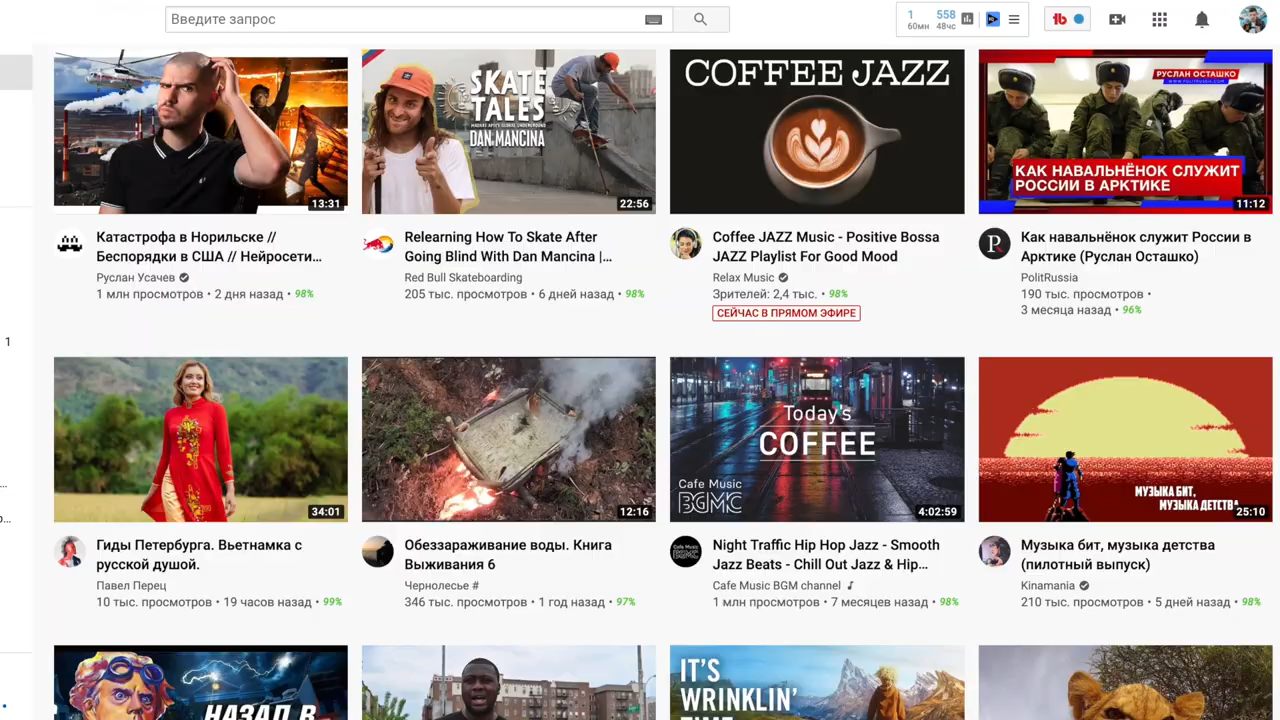 Введите запрос
1
60мн
558
48чс
SKATE
TALES
MADARS APSE'S GLOBAL UNDERGROUND
DAN MANCINA
COFFEE JAZZ
РУСЛАН ОСТАШКО
WWW.POLITRUSSIA.COM
КАК НАВАЛЬНЁНОК СЛУЖИТ
РОССИИ В АРКТИКЕ
13:31
22:56
11:12
Катастрофа в Норильске //
Беспорядки в США // Нейросети...
Руслан Усачев
1 млн просмотров • 2 дня назад • 98%
Relearning How To Skate After
Going Blind With Dan Mancina |...
Red Bull Skateboarding
205 тыс. просмотров • 6 дней назад • 98%
Coffee JAZZ Music - Positive Bossa
JAZZ Playlist For Good Mood
Relax Music
Зрителей: 2,4 тыс. • 98%
СЕЙЧАС В ПРЯМОМ ЭФИРЕ
P
Как навальнёнок служит России в
Арктике (Руслан Осташко)
PolitRussia
190 тыс. просмотров •
3 месяца назад • 96%
1
Today's
COFFEE
Cafe Music
BGMC
МУЗЫКА БИТ,
МУЗЫКА ДЕТСТВА
34:01
12:16
4:02:59
25:10
Гиды Петербурга. Вьетнамка с
русской душой.
Павел Перец
10 тыс. просмотров • 19 часов назад • 99%
Обеззараживание воды. Книга
Выживания 6
Чернолесье #
346 тыс. просмотров • 1 год назад • 97%
Night Traffic Hip Hop Jazz - Smooth
Jazz Beats - Chill Out Jazz & Hip...
Cafe Music BGM channel
1 млн просмотров • 7 месяцев назад • 98%
Музыка бит, музыка детства
(пилотный выпуск)
Kinamania
210 тыс. просмотров • 5 дней назад • 98%
НАЗАД В
IT'S
WRINKLIN'